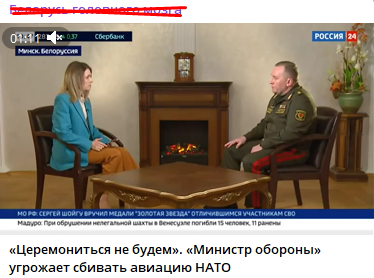 Беларусь головного мозга
01:11
Сбербанк
РОССИЯ 24
МИНСК. БЕЛОРУССИЯ
МО РФ: СЕРГЕЙ ШОЙГУ ВРУЧИЛ МЕДАЛИ "ЗОЛОТАЯ ЗВЕЗДА" ОТЛИЧИВШИМСЯ УЧАСТНИКАМ СВО
Мадуро: При обрушении нелегальной шахты в Венесуэле погибли 15 человек, 11 ранены
«Церемониться не будем». «Министр обороны»
угрожает сбивать авиацию НАТО